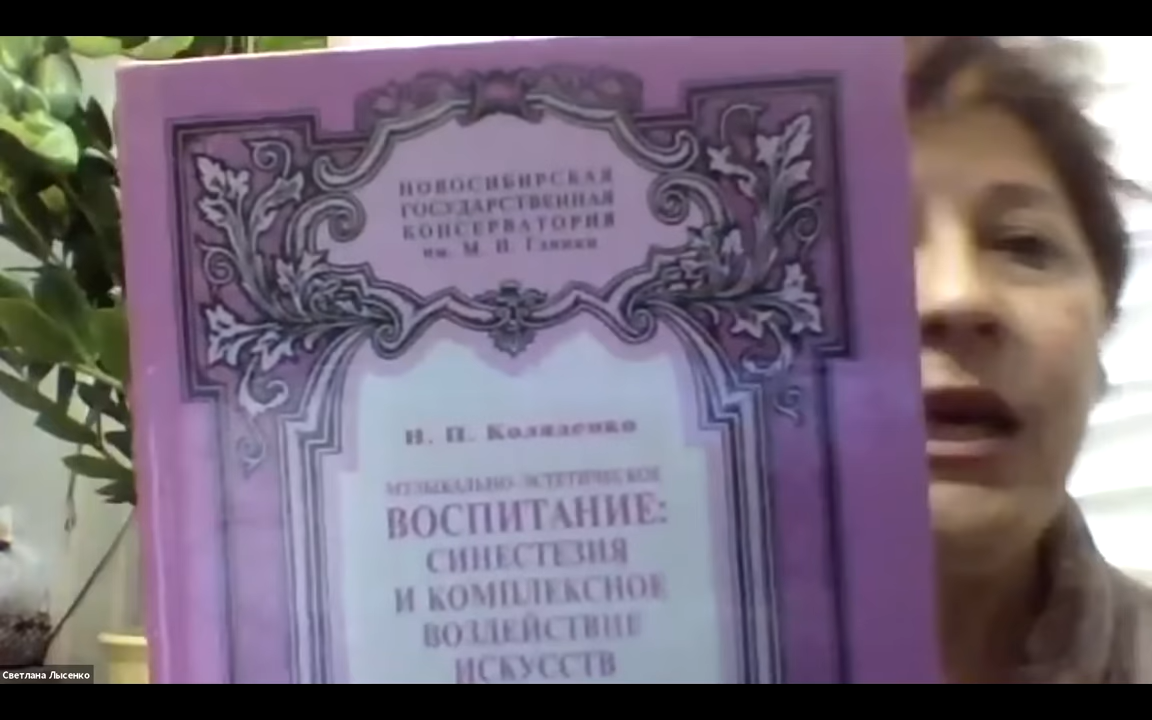 НОВОСИБИРСКАЯ
ГОСУДАРСТВЕННАЯ
КОНСЕРВАТОРИЯ
им. М. И. Глинки
Н. П. Коляденко
МУЗЫКАЛЬНО-ЭСТЕТИЧЕСКОЕ
ВОСПИТАНИЕ:
СИНЕСТЕЗИЯ
И КОМПЛЕКСНОЕ
ВОЗДЕЙСТВИЕ
ИСКУССТВ
Светлана Лысенко